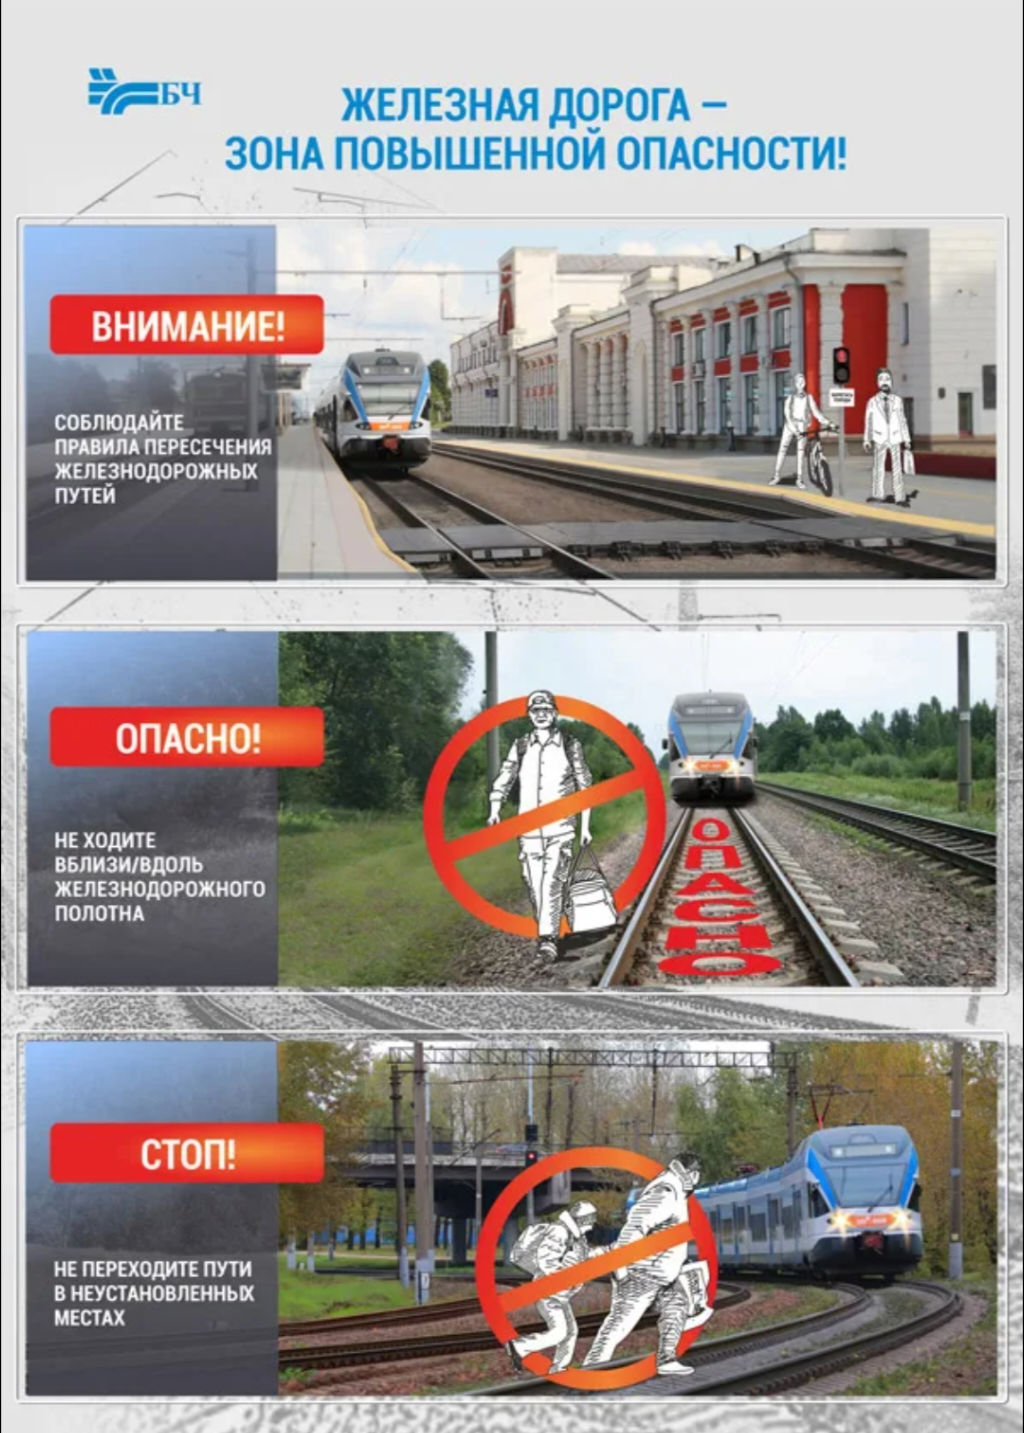 БЧ
ЖЕЛЕЗНАЯ ДОРОГА –
ЗОНА ПОВЫШЕННОЙ ОПАСНОСТИ!
ВНИМАНИЕ!
СОБЛЮДАЙТЕ
ПРАВИЛА ПЕРЕСЕЧЕНИЯ
ЖЕЛЕЗНОДОРОЖНЫХ
ПУТЕЙ
ОПАСНО!
НЕ ХОДИТЕ
ВБЛИЗИ/ВДОЛЬ
ЖЕЛЕЗНОДОРОЖНОГО
ПОЛОТНА
ОПАСНО
СТОП!
НЕ ПЕРЕХОДИТЕ ПУТИ
В НЕУСТАНОВЛЕННЫХ
МЕСТАХ